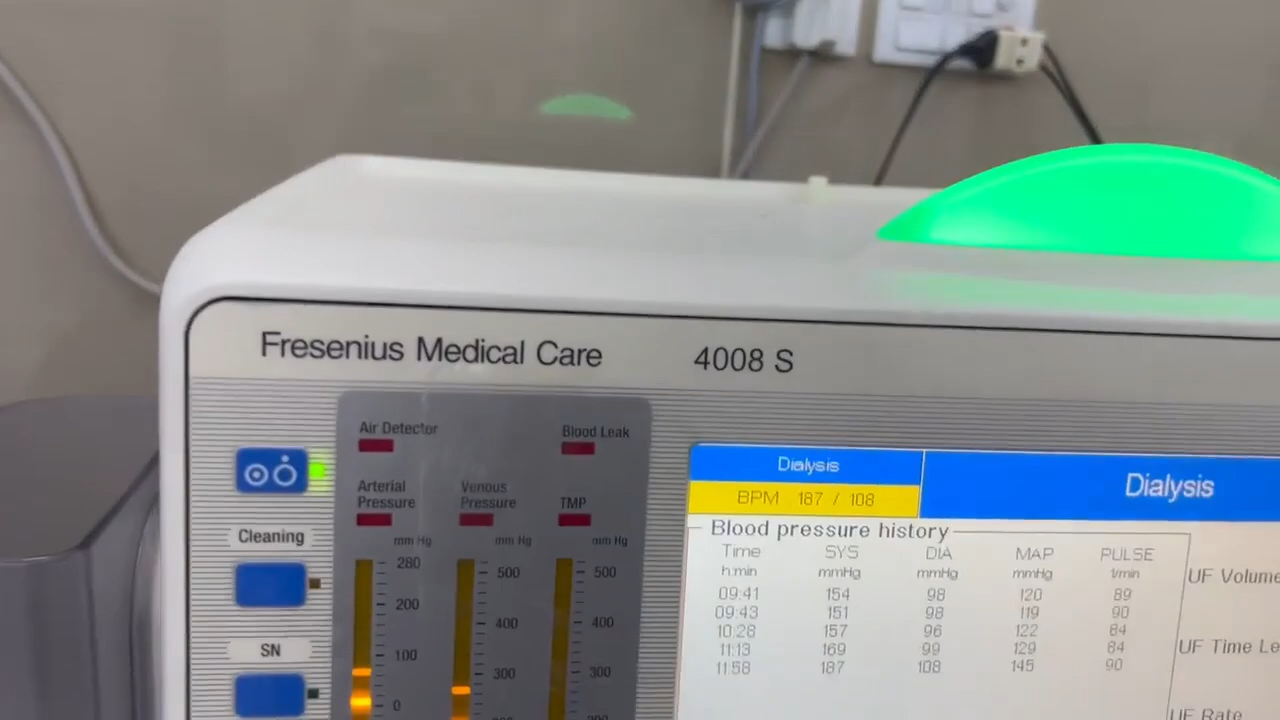 Fresenius Medical Care 4008 S
Air Detector
Blood Leak
Arterial Pressure
Venous Pressure
TMP
mm Hg mm Hg mm Hg
280
200
100
0
500
400
300
500
400
300
Cleaning
SN
Dialysis
BPM 187 / 108
Dialysis
Blood pressure history
Time SYS DIA MAP PULSE
h:min mmHg mmHg mmHg 1/min
09:41 154 98 120 89
09:43 151 98 119 90
10:28 157 96 122 84
11:13 169 99 129 84
11:58 187 108 145 90
UF Volume
UF Time Le
UF Rate